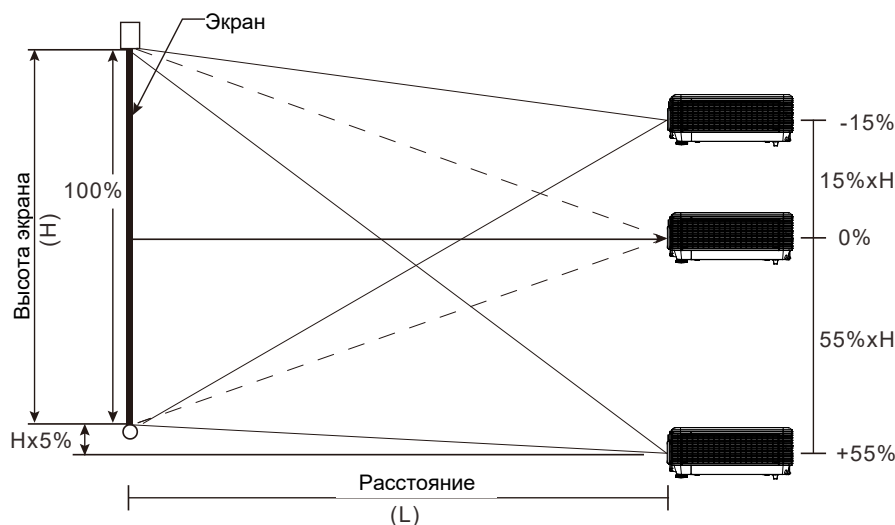 Экран
-15%
15%xH
100%
Высота экрана
(H)
0%
55%xH
Hx5%
+55%
Расстояние
(L)